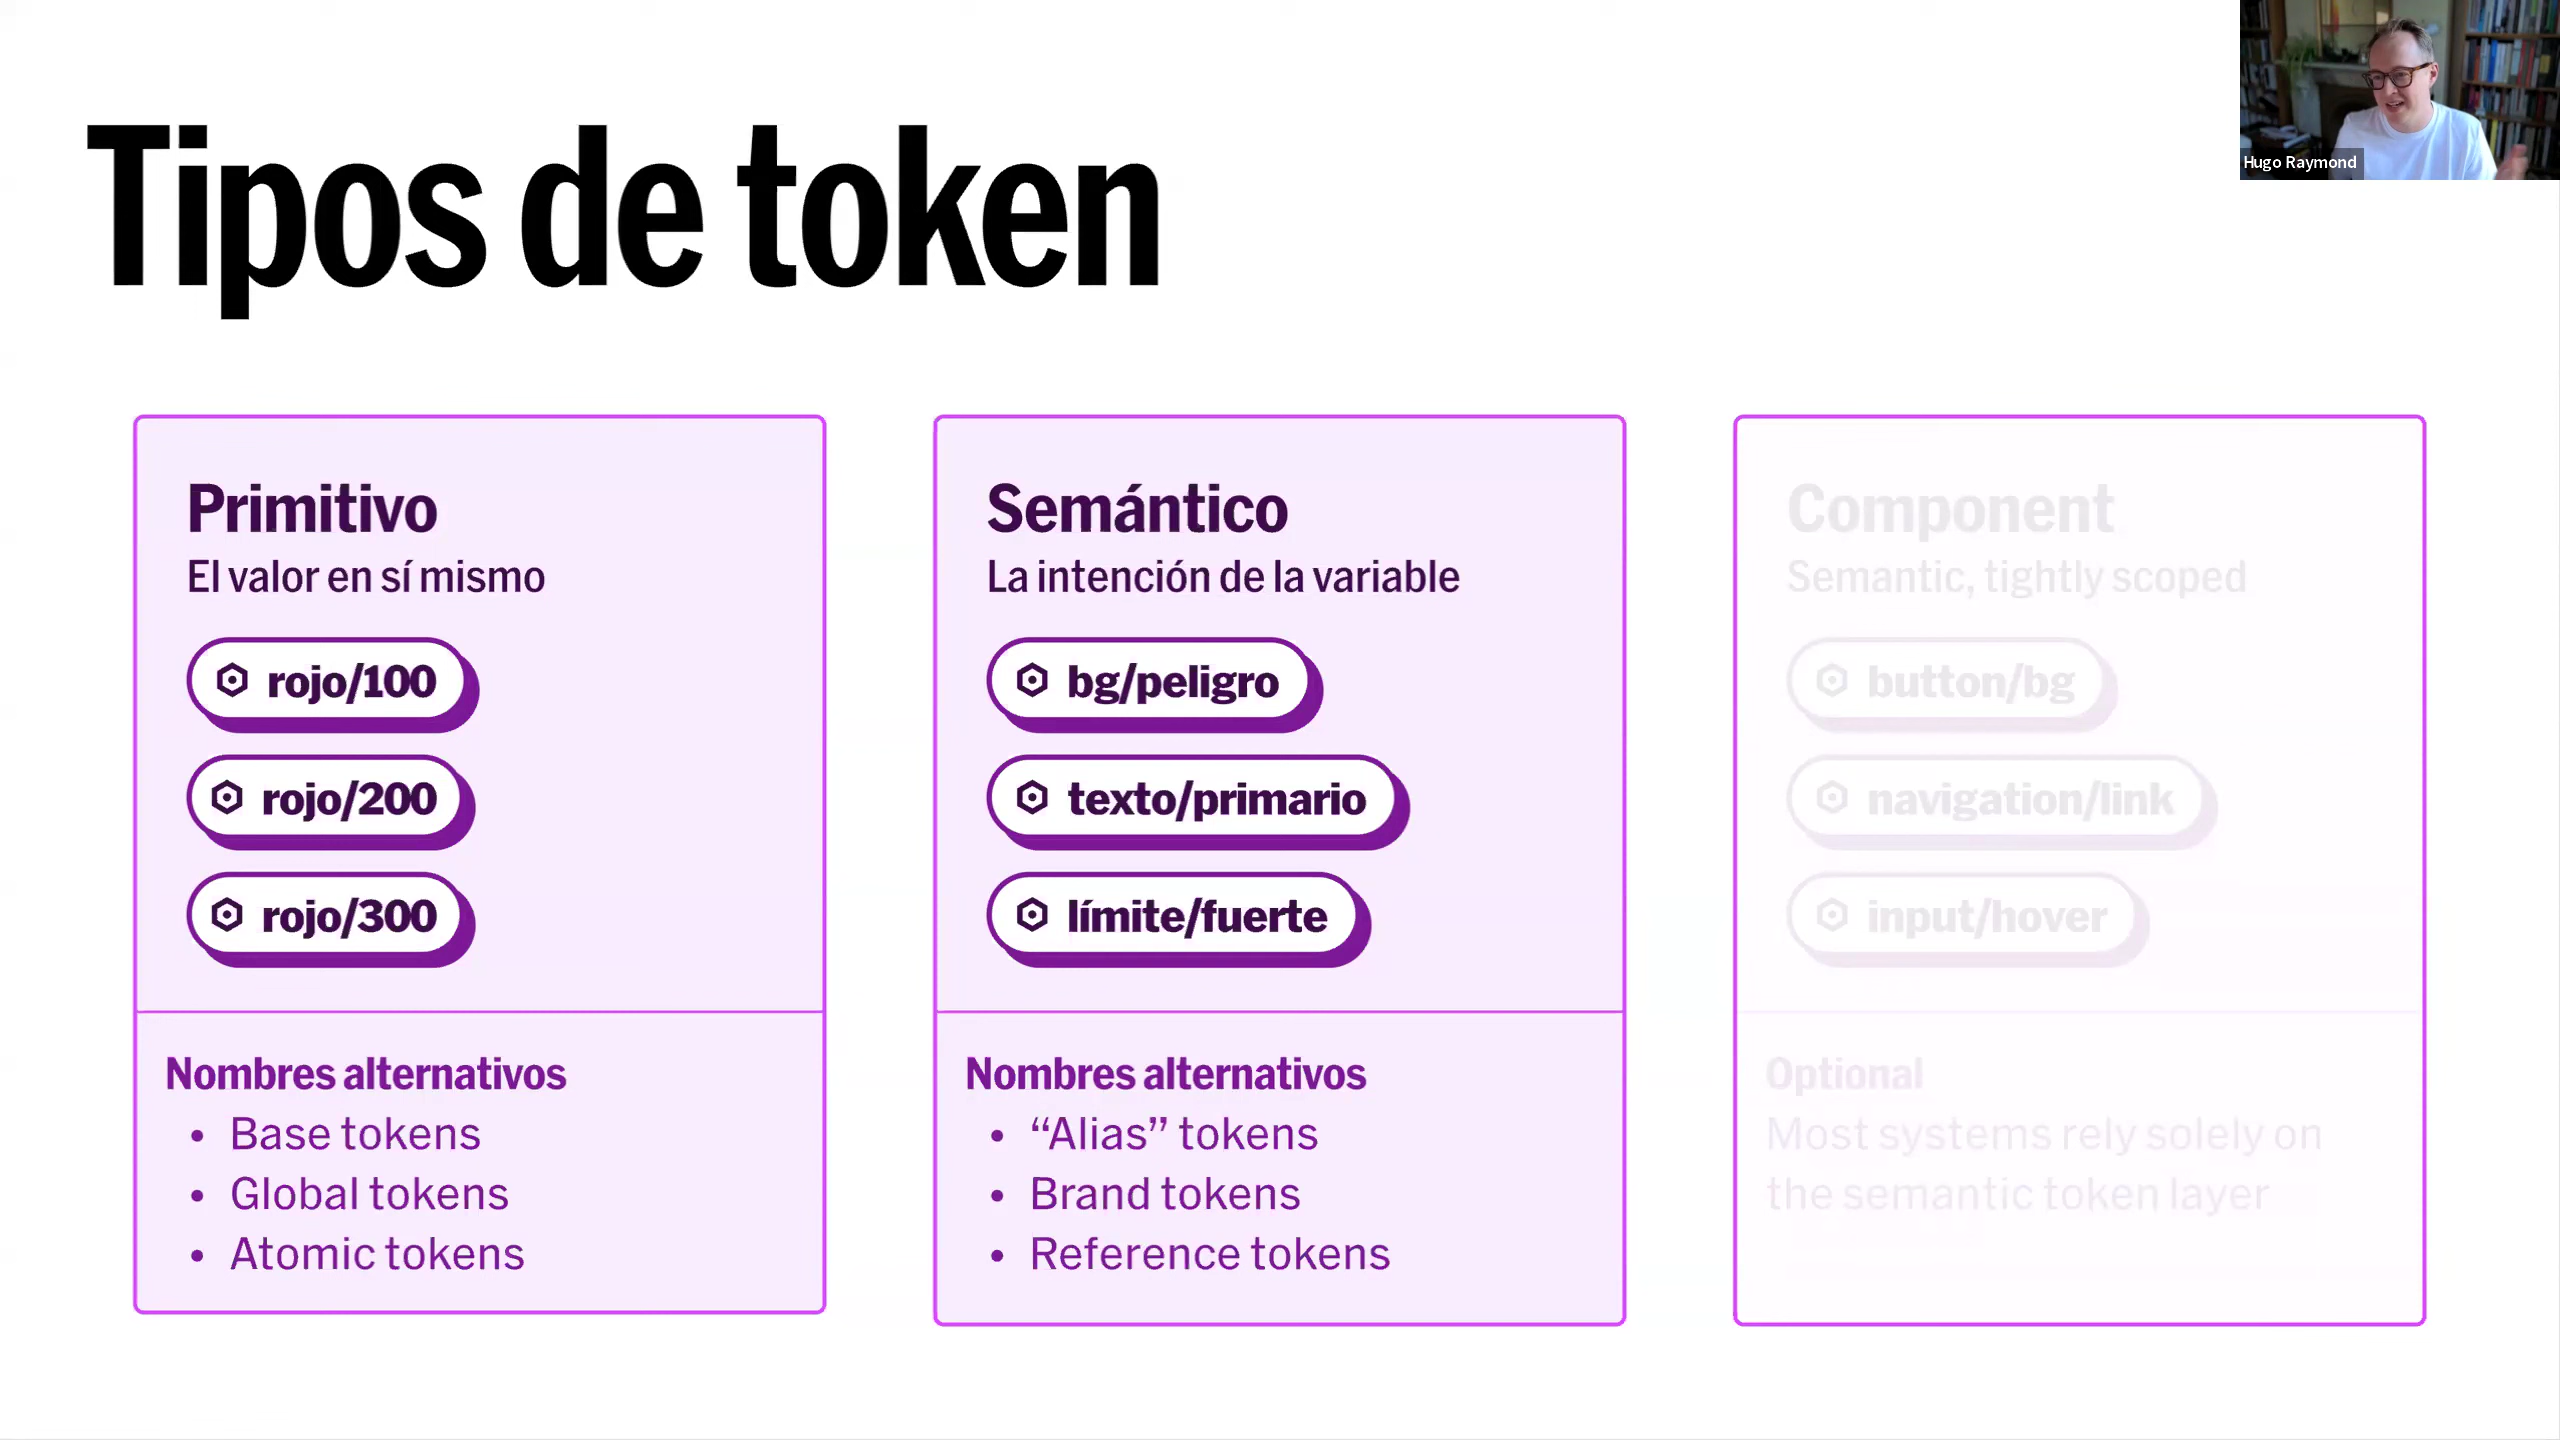 Hugo Raymond
Tipos de token
Primitivo
El valor en sí mismo
rojo/100
rojo/200
rojo/300
Nombres alternativos
• Base tokens
• Global tokens
• Atomic tokens
Semántico
La intención de la variable
bg/peligro
texto/primario
límite/fuerte
Nombres alternativos
• “Alias” tokens
• Brand tokens
• Reference tokens
Component
Semantic, tightly scoped
button/bg
navigation/link
input/hover
Optional
Most systems rely solely on
the semantic token layer